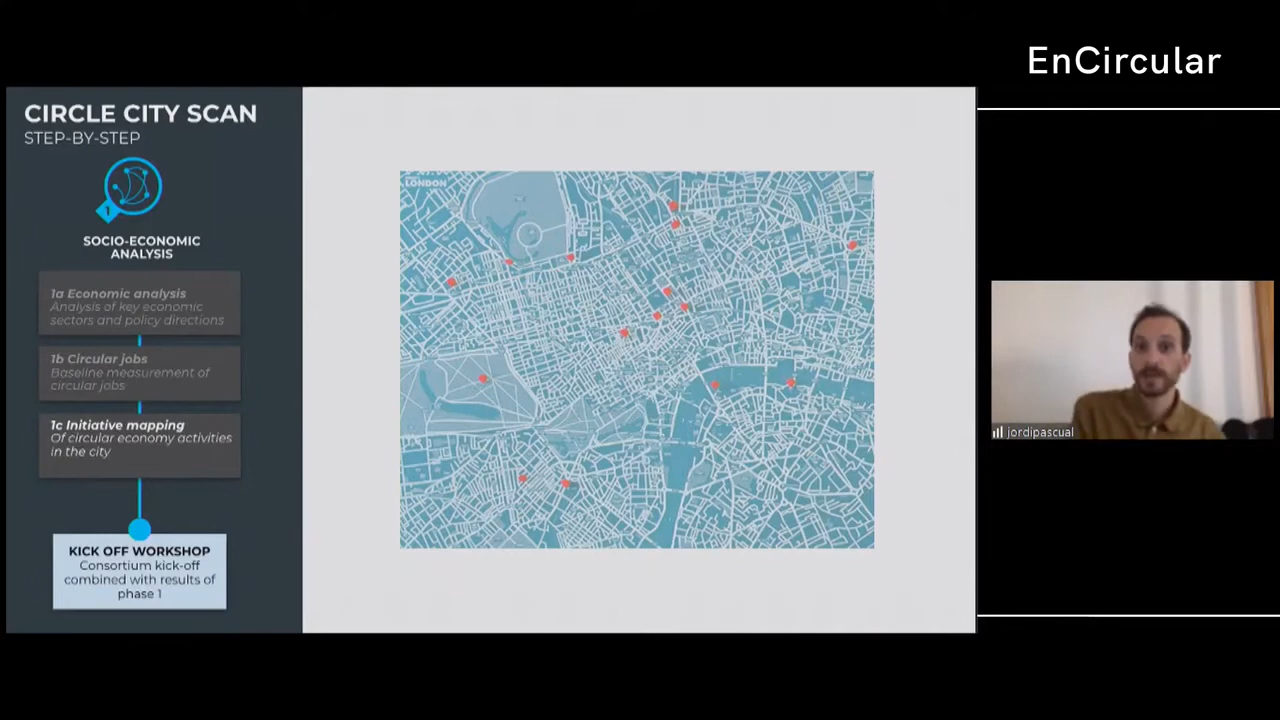 EnCircular
CIRCLE CITY SCAN
STEP-BY-STEP
1
SOCIO-ECONOMIC
ANALYSIS
1a Economic analysis
Analysis of key economic
sectors and policy directions
1b Circular jobs
Baseline measurement of
circular jobs
1c Initiative mapping
Of circular economy activities
in the city
KICK OFF WORKSHOP
Consortium kick-off
combined with results of
phase 1
LONDON
jordipascual